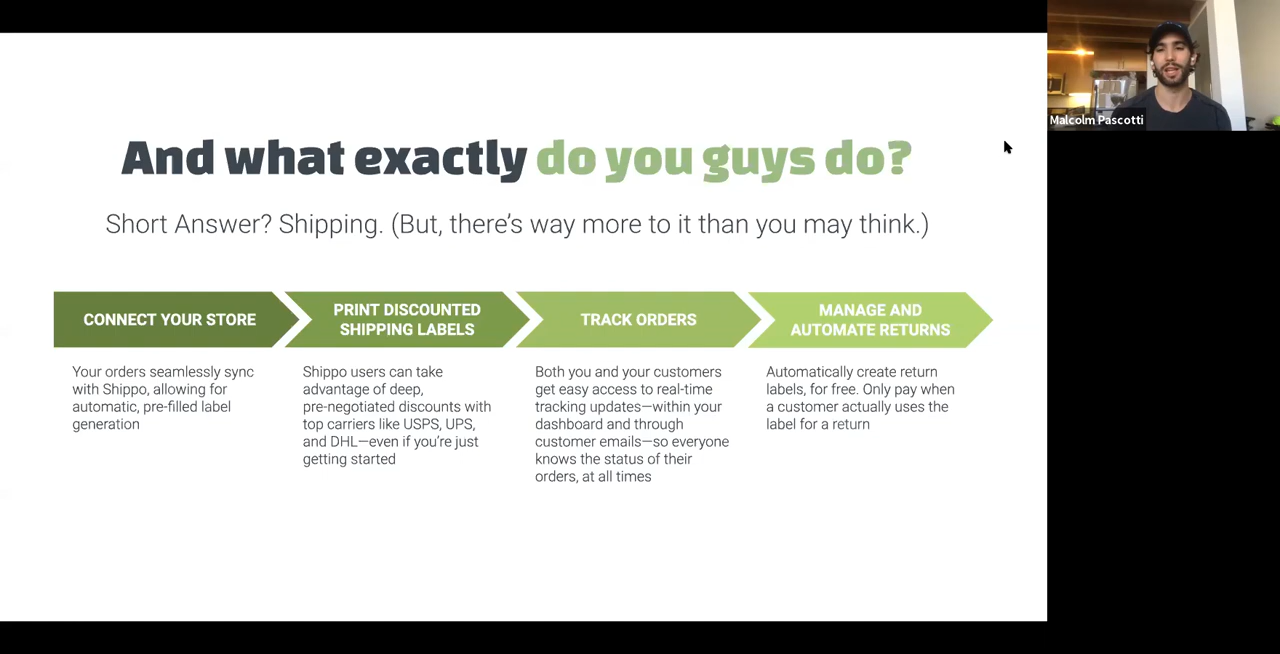 And what exactly do you guys do?
Short Answer? Shipping. (But, there's way more to it than you may think.)
CONNECT YOUR STORE
Your orders seamlessly sync
with Shippo, allowing for
automatic, pre-filled label
generation
PRINT DISCOUNTED
SHIPPING LABELS
Shippo users can take
advantage of deep,
pre-negotiated discounts with
top carriers like USPS, UPS,
and DHL—even if you're just
getting started
TRACK ORDERS
Both you and your customers
get easy access to real-time
tracking updates—within your
dashboard and through
customer emails—so everyone
knows the status of their
orders, at all times
MANAGE AND
AUTOMATE RETURNS
Automatically create return
labels, for free. Only pay when
a customer actually uses the
label for a return
Malcolm Pascotti